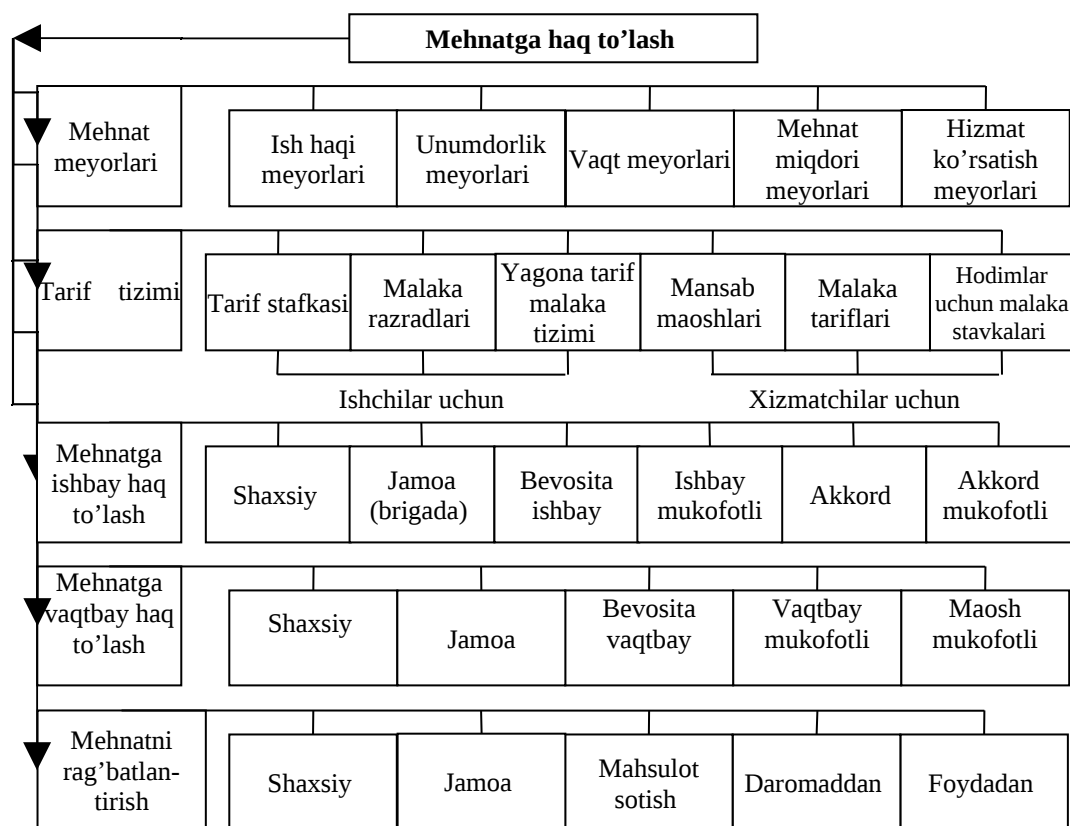 Mehnatga haq to’lash
Mehnat
meyorlari
Ish haqi
meyorlari
Unumdorlik
meyorlari
Vaqt meyorlari
Mehnat
miqdori
meyorlari
Hizmat
ko’rsatish
meyorlari
Tarif tizimi
Tarif stafkasi
Malaka
razradlari
Yagona tarif
malaka
tizimi
Mansab
maoshlari
Malaka
tariflari
Hodimlar
uchun malaka
stavkalari
Ishchilar uchun
Xizmatchilar uchun
Mehnatga
ishbay haq
to’lash
Shaxsiy
Jamoa
(brigada)
Bevosita
ishbay
Ishbay
mukofotli
Akkord
Akkord
mukofotli
Mehnatga
vaqtbay haq
to’lash
Shaxsiy
Jamoa
Bevosita
vaqtbay
Vaqtbay
mukofotli
Maosh
mukofotli
Mehnatni
rag’batlan-
tirish
Shaxsiy
Jamoa
Mahsulot
sotish
Daromaddan
Foydadan